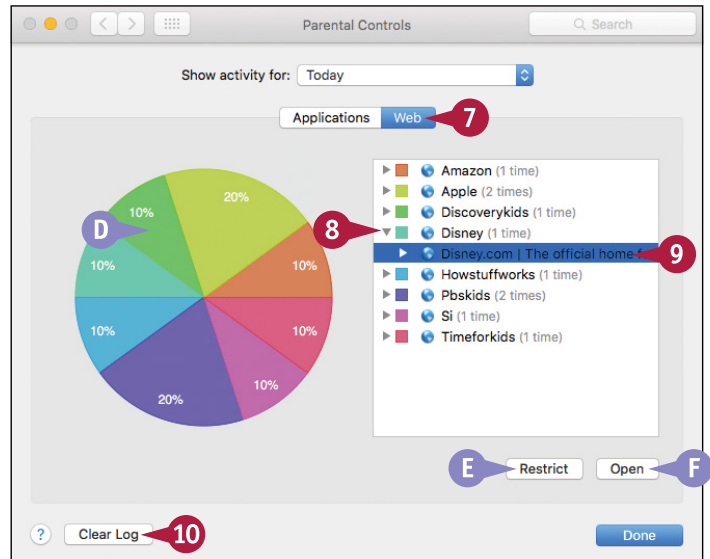 Parental Controls
Search
Show activity for: Today
Applications Web 7
Amazon (1 time)
Apple (2 times)
Discoverykids (1 time)
8 Disney (1 time)
Disney.com | The official home f 9
Howstuffworks (1 time)
Pbskids (2 times)
Si (1 time)
Timeforkids (1 time)
20%
10%
D
10%
10%
10%
10%
20%
10%
E Restrict Open F
? Clear Log 10 Done